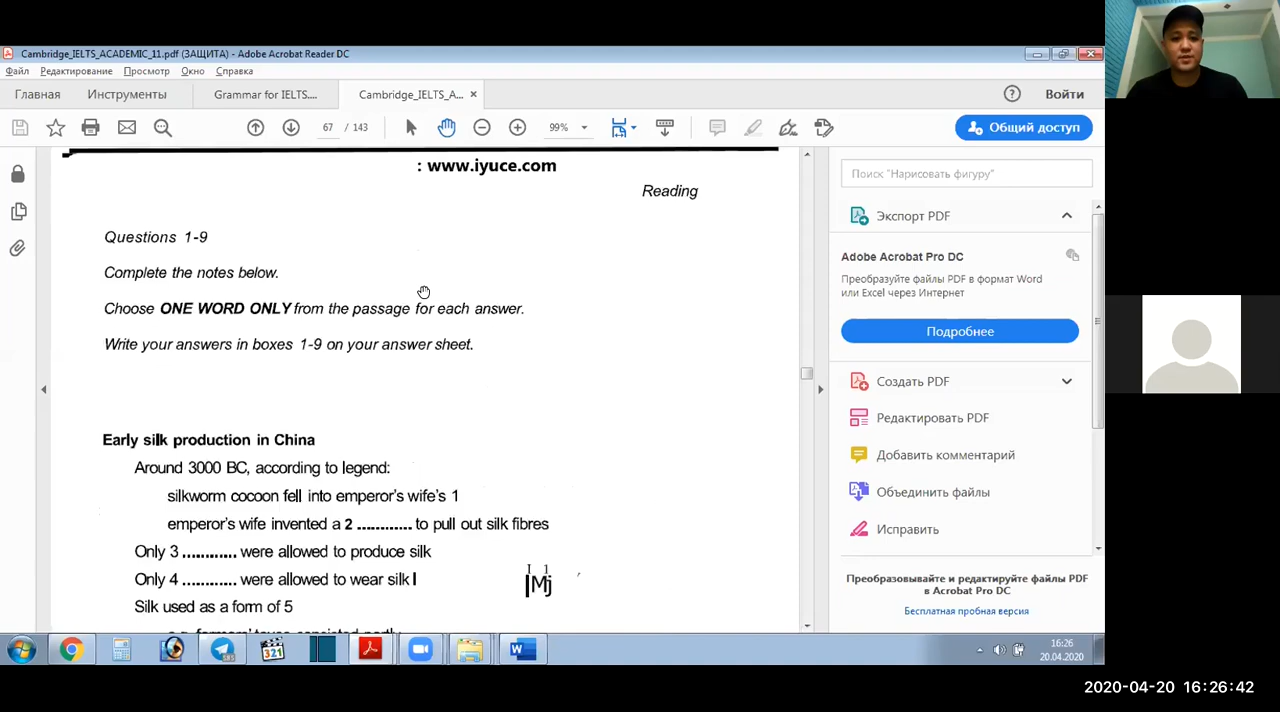 Cambridge_IELTS_ACADEMIC_11.pdf (ЗАЩИТА) - Adobe Acrobat Reader DC
Файл Редактирование Просмотр Окно Справка
Главная Инструменты Grammar for IELTS.... Cambridge_IELTS_A... × Войти
67 / 143 99% Общий доступ
: www.iyuce.com
Reading
Questions 1-9
Complete the notes below.
Choose ONE WORD ONLY from the passage for each answer.
Write your answers in boxes 1-9 on your answer sheet.
Early silk production in China
Around 3000 BC, according to legend:
silkworm cocoon fell into emperor's wife's 1
emperor's wife invented a 2 ............ to pull out silk fibres
Only 3 ............ were allowed to produce silk
Only 4 ............ were allowed to wear silk I
I 1
|Mj
Silk used as a form of 5
e.g. farmers' taxes consisted partly
Поиск "Нарисовать фигуру"
Экспорт PDF
Adobe Acrobat Pro DC
Преобразуйте файлы PDF в формат Word
или Excel через Интернет
Подробнее
Создать PDF
Редактировать PDF
Добавить комментарий
Объединить файлы
Исправить
Преобразовывайте и редактируйте файлы PDF
в Acrobat Pro DC
Бесплатная пробная версия
321
16:26
20.04.2020
2020-04-20 16:26:42